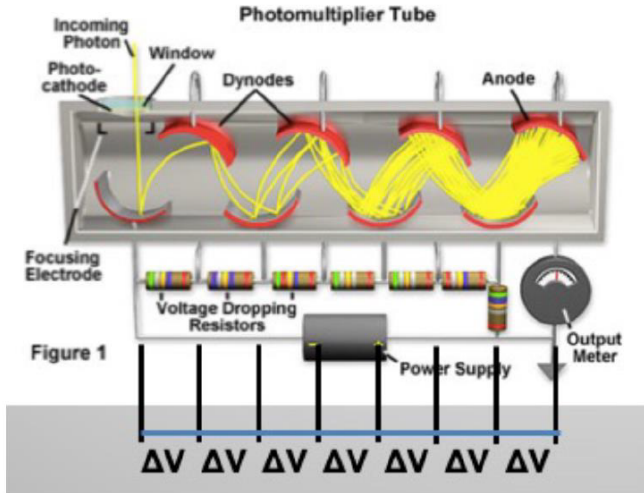 Photomultiplier Tube
Incoming
Photon
Window
Photo-
cathode
Dynodes
Anode
Focusing
Electrode
Voltage Dropping
Resistors
Output
Meter
Figure 1
- +
Power Supply
ΔV ΔV ΔV ΔV ΔV ΔV ΔV